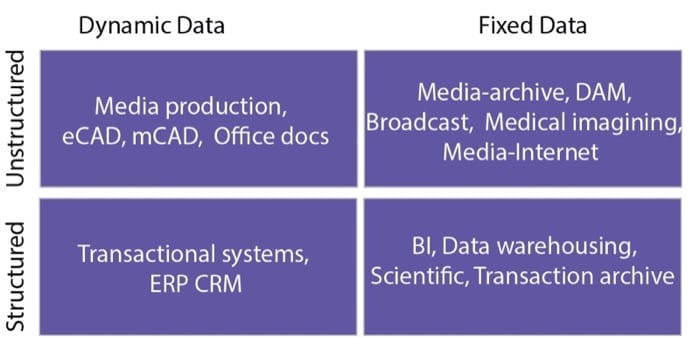 Dynamic Data
Fixed Data
Unstructured
Media production,
eCAD, mCAD, Office docs
Media-archive, DAM,
Broadcast, Medical imagining,
Media-Internet
Structured
Transactional systems,
ERP CRM
BI, Data warehousing,
Scientific, Transaction archive